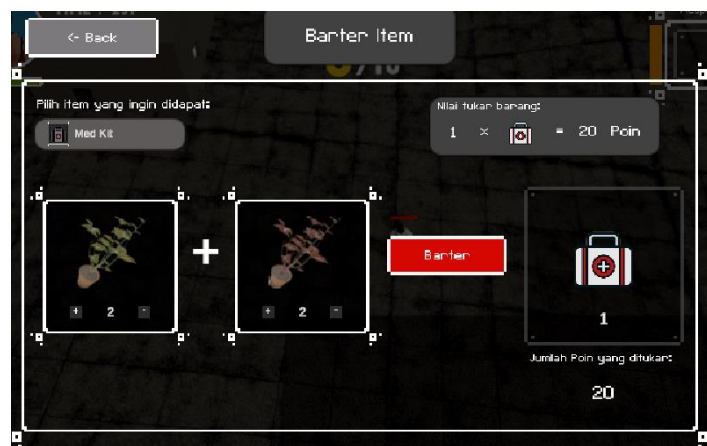 <- Back
Barter Item
Pilih item yang ingin didapat:
Med Kit
Nilai tukar barang:
1 × = 20 Poin
+
+ 2 -
+ 2 -
Barter
1
Jumlah Poin yang ditukar:
20